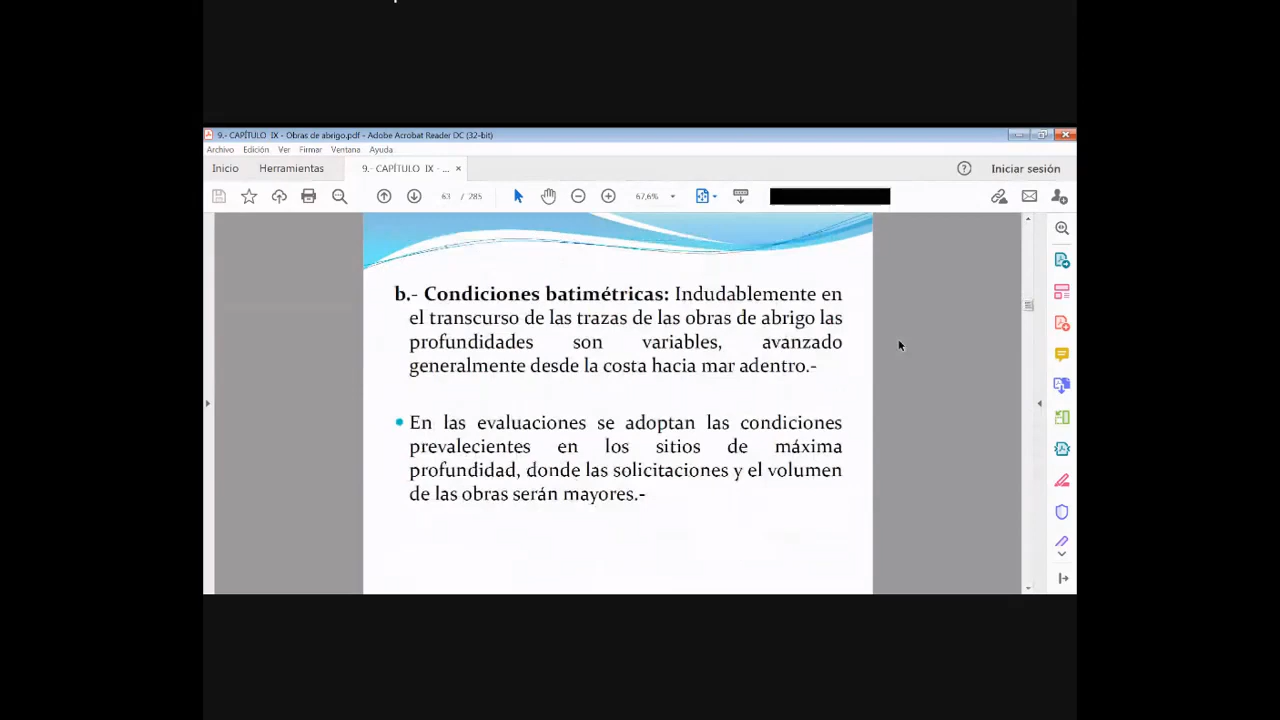 9.- CAPÍTULO IX - Obras de abrigo.pdf - Adobe Acrobat Reader DC (32-bit)
Archivo Edición Ver Firmar Ventana Ayuda
Inicio Herramientas 9.- CAPÍTULO IX - ... × Iniciar sesión
63 / 285 67,6%
b.- Condiciones batimétricas: Indudablemente en
el transcurso de las trazas de las obras de abrigo las
profundidades son variables, avanzado
generalmente desde la costa hacia mar adentro.-
• En las evaluaciones se adoptan las condiciones
prevalecientes en los sitios de máxima
profundidad, donde las solicitaciones y el volumen
de las obras serán mayores.-